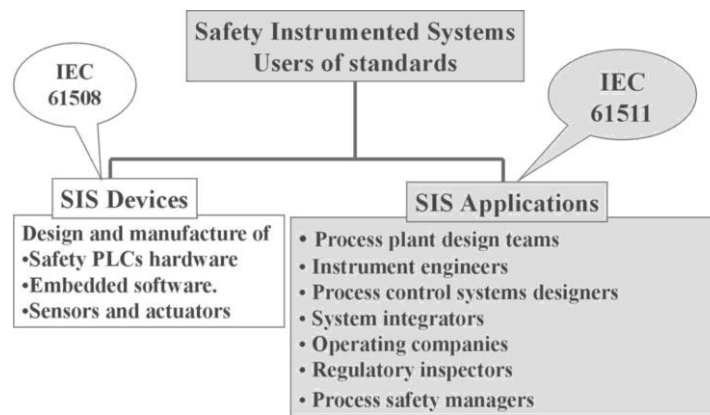 Safety Instrumented Systems
Users of standards
IEC
61508
IEC
61511
SIS Devices
Design and manufacture of
•Safety PLCs hardware
•Embedded software.
•Sensors and actuators
SIS Applications
• Process plant design teams
• Instrument engineers
• Process control systems designers
• System integrators
• Operating companies
• Regulatory inspectors
• Process safety managers